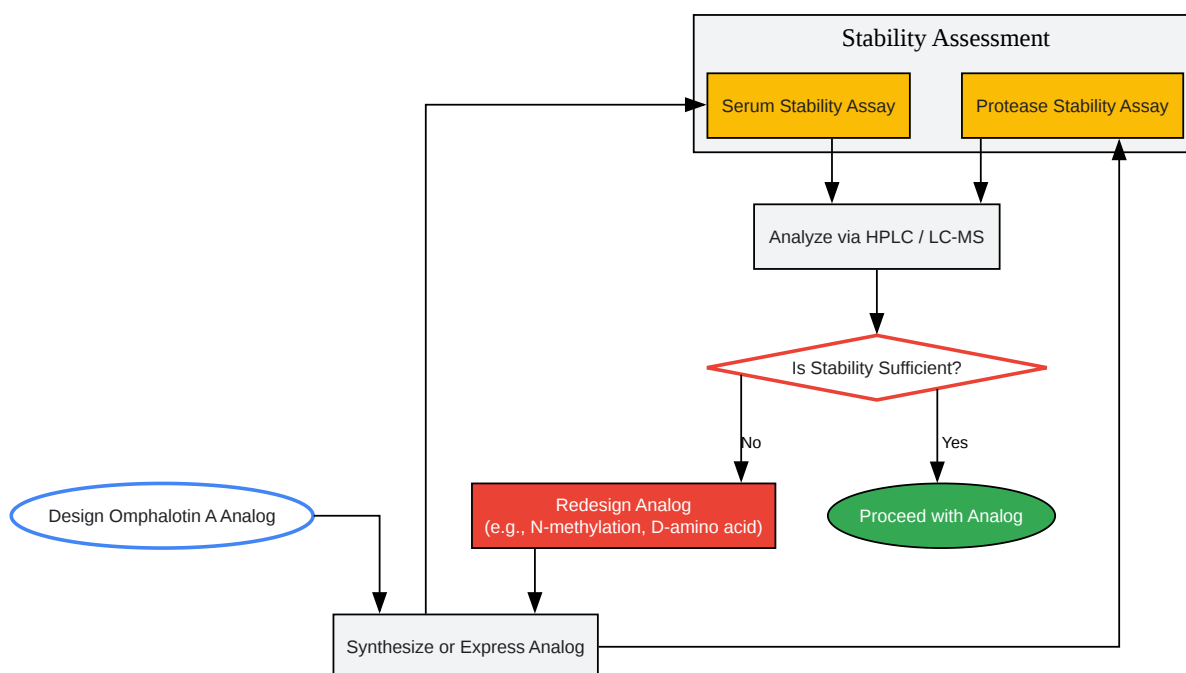 Stability Assessment
Serum Stability Assay
Protease Stability Assay
Analyze via HPLC / LC-MS
Is Stability Sufficient?
No
Yes
Redesign Analog
(e.g., N-methylation, D-amino acid)
Proceed with Analog
Design Omphalotin A Analog
Synthesize or Express Analog